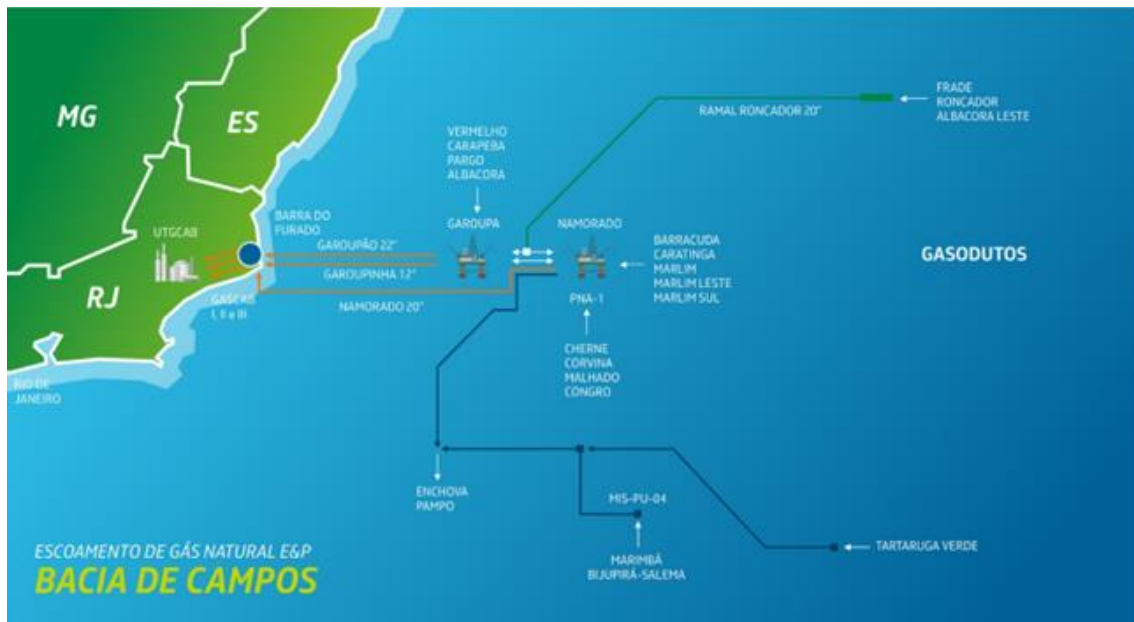 MG
ES
RJ
UTGCAB
BARRA DO
FURADO
GASCAB
I, II e III
RIO DE
JANEIRO
VERMELHO
CARAPEBA
PARGO
ALBACORA
GAROUPA
NAMORADO
GAROUPÃO 22"
GAROUPINHA 12"
NAMORADO 20"
RAMAL RONCADOR 20"
FRADE
RONCADOR
ALBACORA LESTE
BARRACUDA
CARATINGA
MARLIM
MARLIM LESTE
MARLIM SUL
GASODUTOS
PNA-1
CHERNE
CORVINA
MALHADO
CONGRO
ENCHOVA
PAMPO
MIS-PU-04
MARIMBÁ
BIJUPIRÁ-SALEMA
TARTARUGA VERDE
ESCOAMENTO DE GÁS NATURAL E&P
BACIA DE CAMPOS